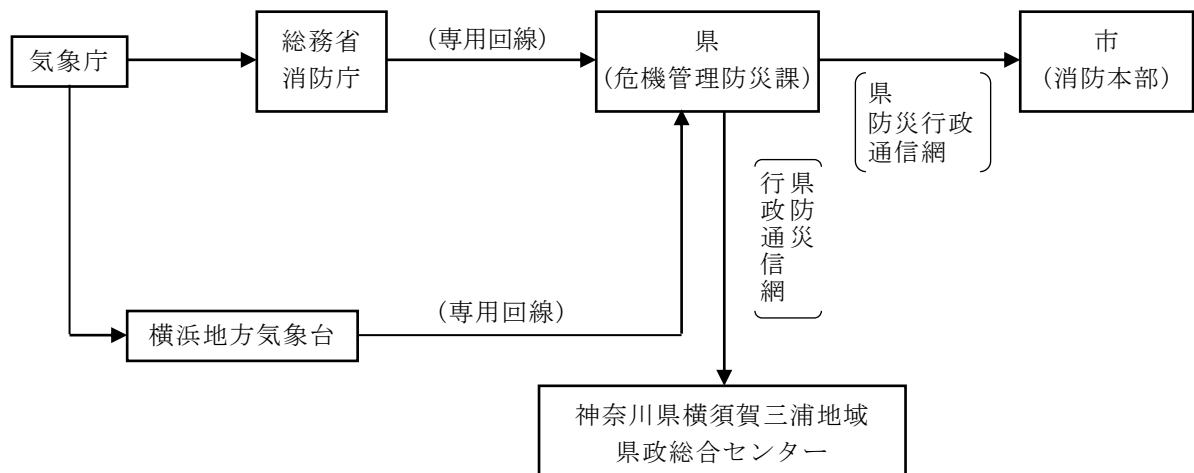 気象庁
総務省
消防庁
(専用回線)
県
(危機管理防災課)
市
(消防本部)
県
防災行政
通信網
県防災
行政通信網
横浜地方気象台
(専用回線)
神奈川県横須賀三浦地域
県政総合センター